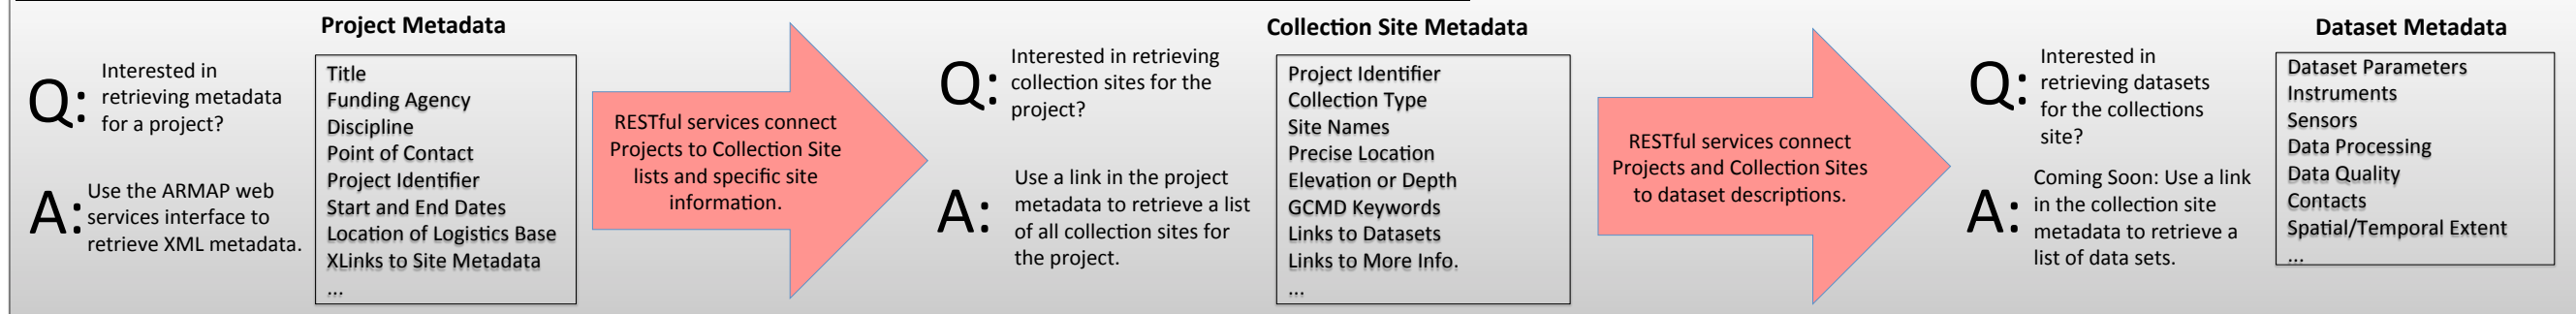 Project Metadata
Q:
Interested in
retrieving metadata
for a project?
A:
Use the ARMAP web
services interface to
retrieve XML metadata.
Title
Funding Agency
Discipline
Point of Contact
Project Identifier
Start and End Dates
Location of Logistics Base
XLinks to Site Metadata
...
RESTful services connect
Projects to Collection Site
lists and specific site
information.
Collection Site Metadata
Q:
Interested in retrieving
collection sites for the
project?
A:
Use a link in the project
metadata to retrieve a list
of all collection sites for
the project.
Project Identifier
Collection Type
Site Names
Precise Location
Elevation or Depth
GCMD Keywords
Links to Datasets
Links to More Info.
...
RESTful services connect
Projects and Collection Sites
to dataset descriptions.
Dataset Metadata
Q:
Interested in
retrieving datasets
for the collections
site?
A:
Coming Soon: Use a link
in the collection site
metadata to retrieve a
list of data sets.
Dataset Parameters
Instruments
Sensors
Data Processing
Data Quality
Contacts
Spatial/Temporal Extent
...